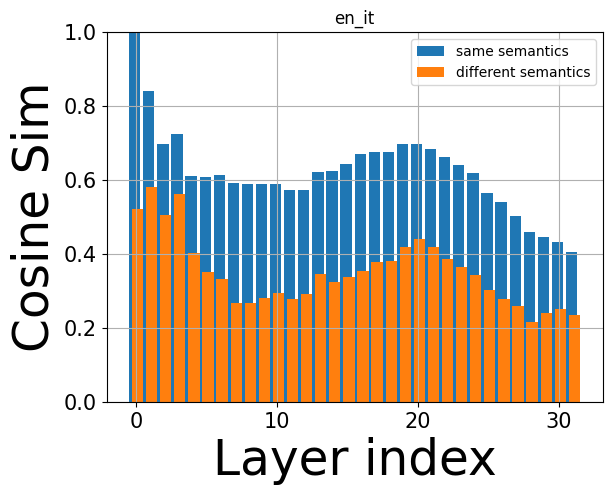 en_it
same semantics
different semantics
Cosine Sim
1.0
0.8
0.6
0.4
0.2
0.0
0 10 20 30
Layer index